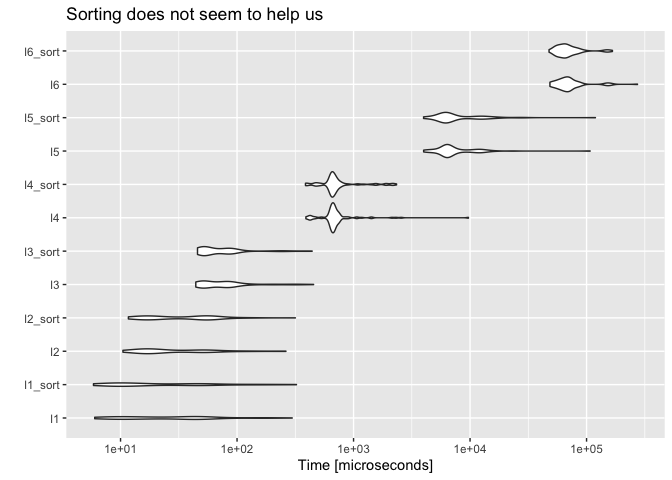 Sorting does not seem to help us
l6_sort
l6
l5_sort
l5
l4_sort
l4
l3_sort
l3
l2_sort
l2
l1_sort
l1
1e+01 1e+02 1e+03 1e+04 1e+05
Time [microseconds]